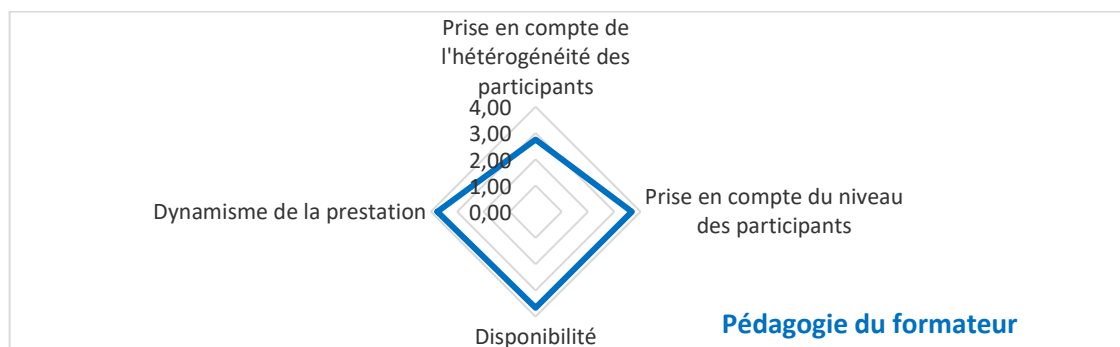 Prise en compte de
l'hétérogénéité des
participants
4,00
3,00
2,00
1,00
0,00
Dynamisme de la prestation
Prise en compte du niveau
des participants
Disponibilité
Pédagogie du formateur